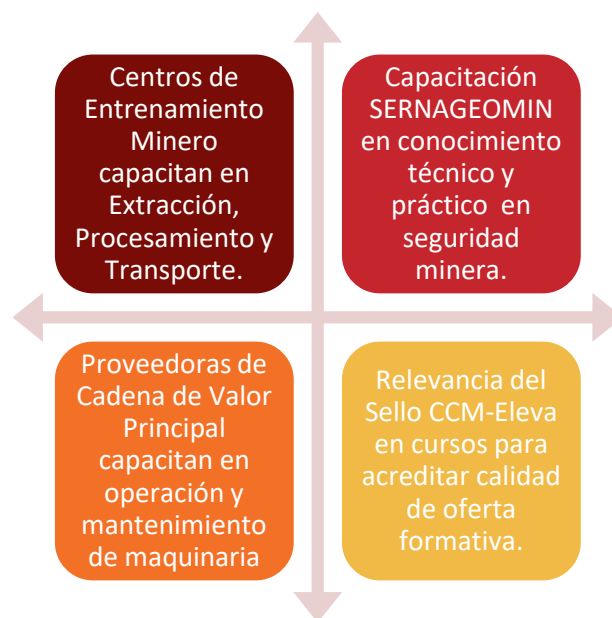 Centros de
Entrenamiento
Minero
capacitan en
Extracción,
Procesamiento y
Transporte.
Capacitación
SERNAGEOMIN
en conocimiento
técnico y
práctico en
seguridad
minera.
Proveedoras de
Cadena de Valor
Principal
capacitan en
operación y
mantenimiento
de maquinaria
Relevancia del
Sello CCM-Eleva
en cursos para
acreditar calidad
de oferta
formativa.